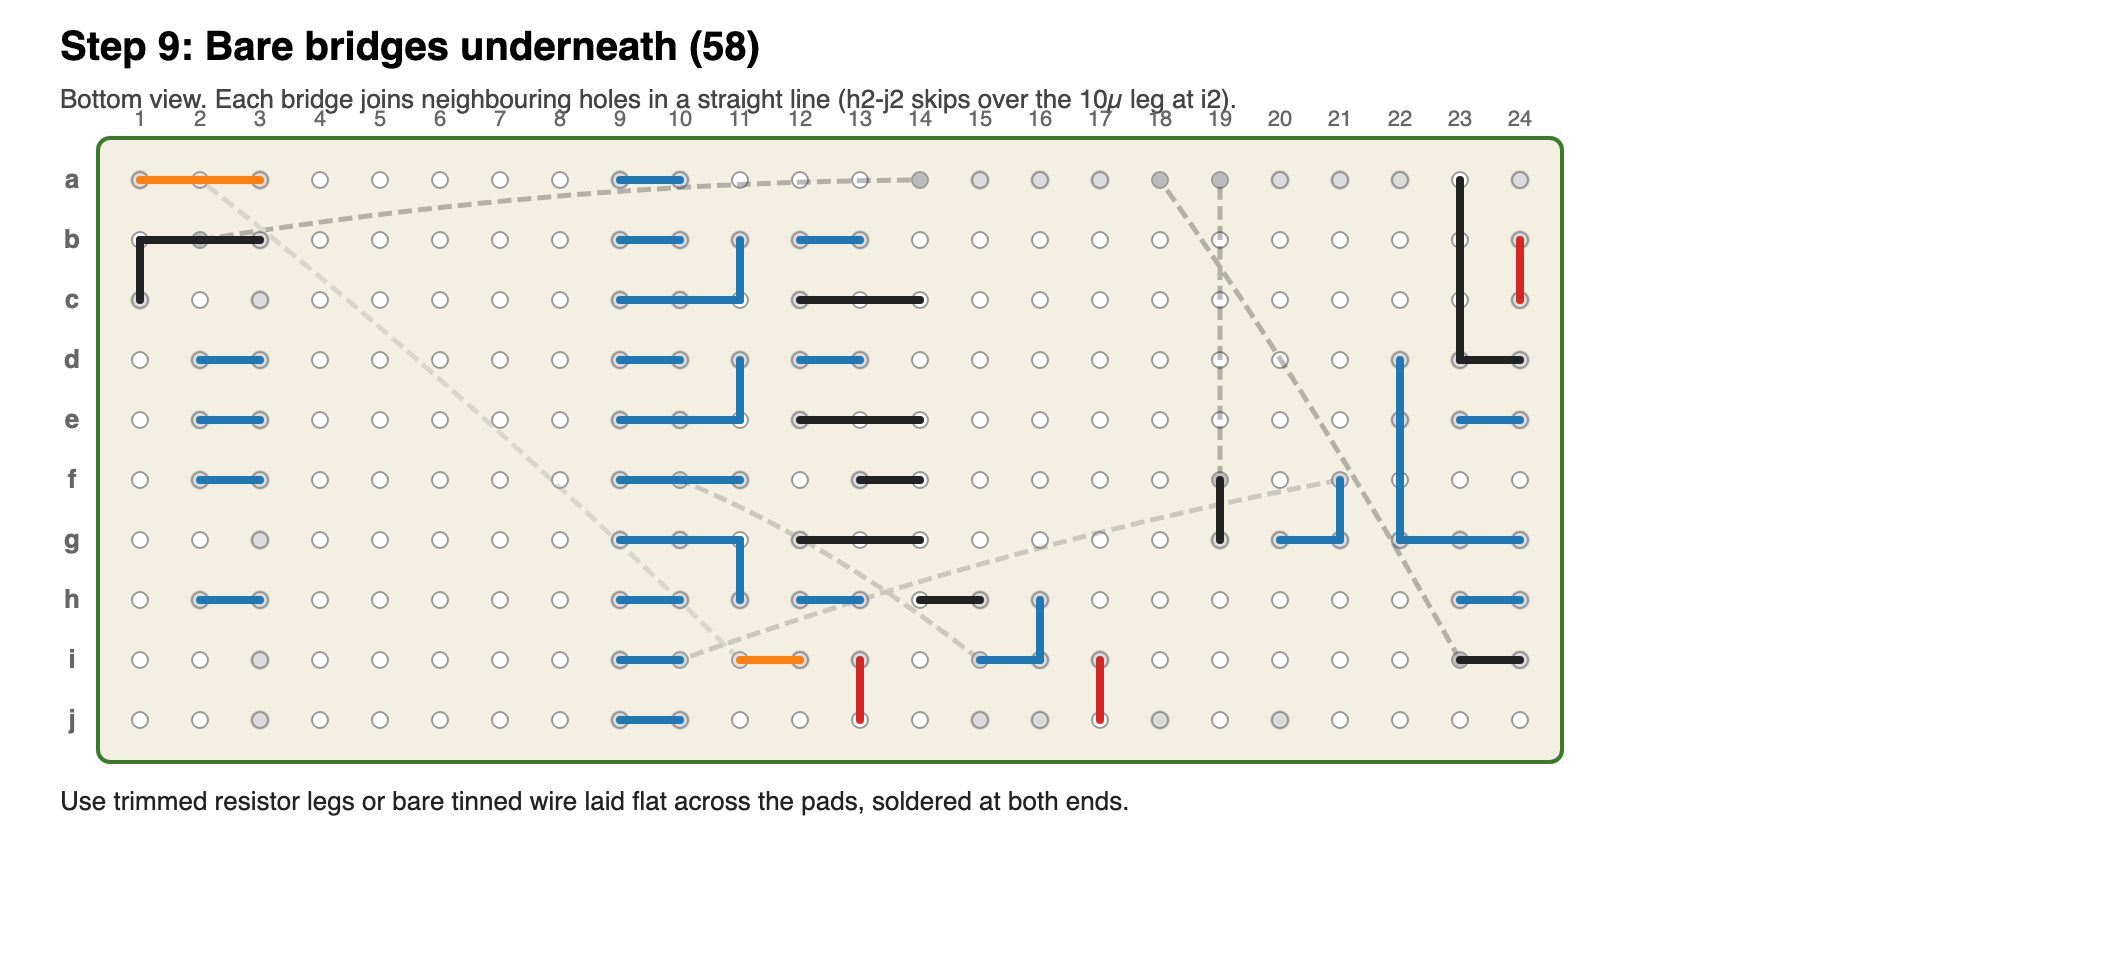 Step 9: Bare bridges underneath (58)
Bottom view. Each bridge joins neighbouring holes in a straight line (h2-j2 skips over the 10µ leg at i2).
1 2 3 4 5 6 7 8 9 10 11 12 13 14 15 16 17 18 19 20 21 22 23 24
a
b
c
d
e
f
g
h
i
j
Use trimmed resistor legs or bare tinned wire laid flat across the pads, soldered at both ends.